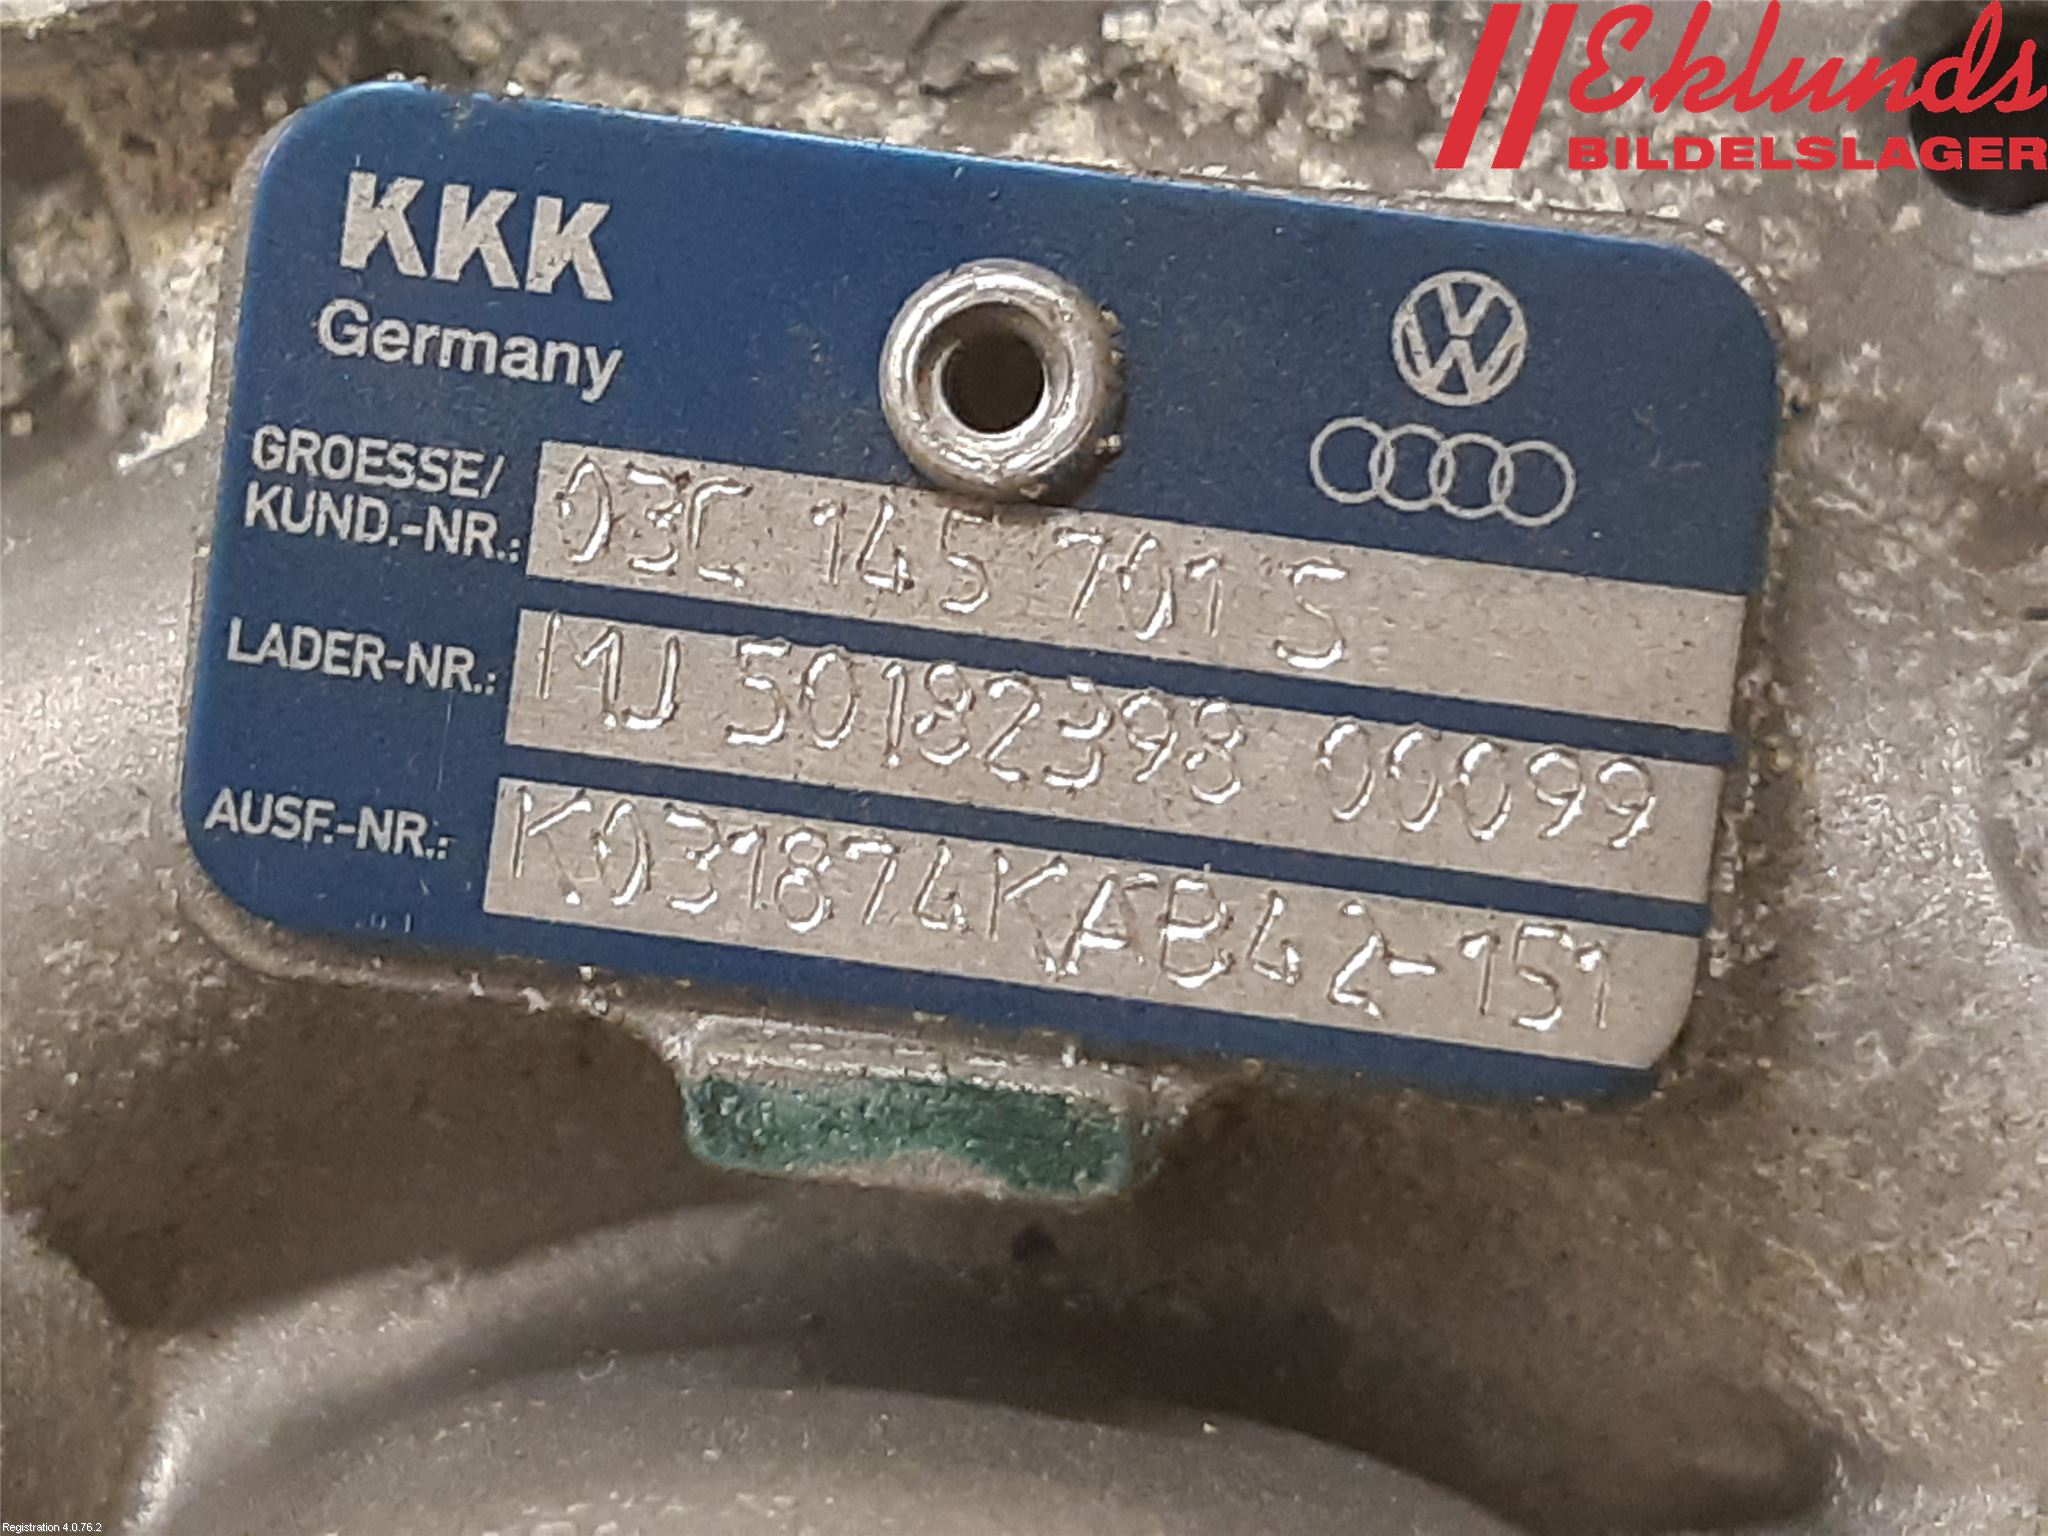 Eklunds
BILDELSLAGER
KKK
Germany
GROESSE/
KUND.-NR.: 03C 145 701 S
LADER-NR.: MJ 50182398 00099
AUSF.-NR.: K031874KAB42-151
Registration 4.0.76.2